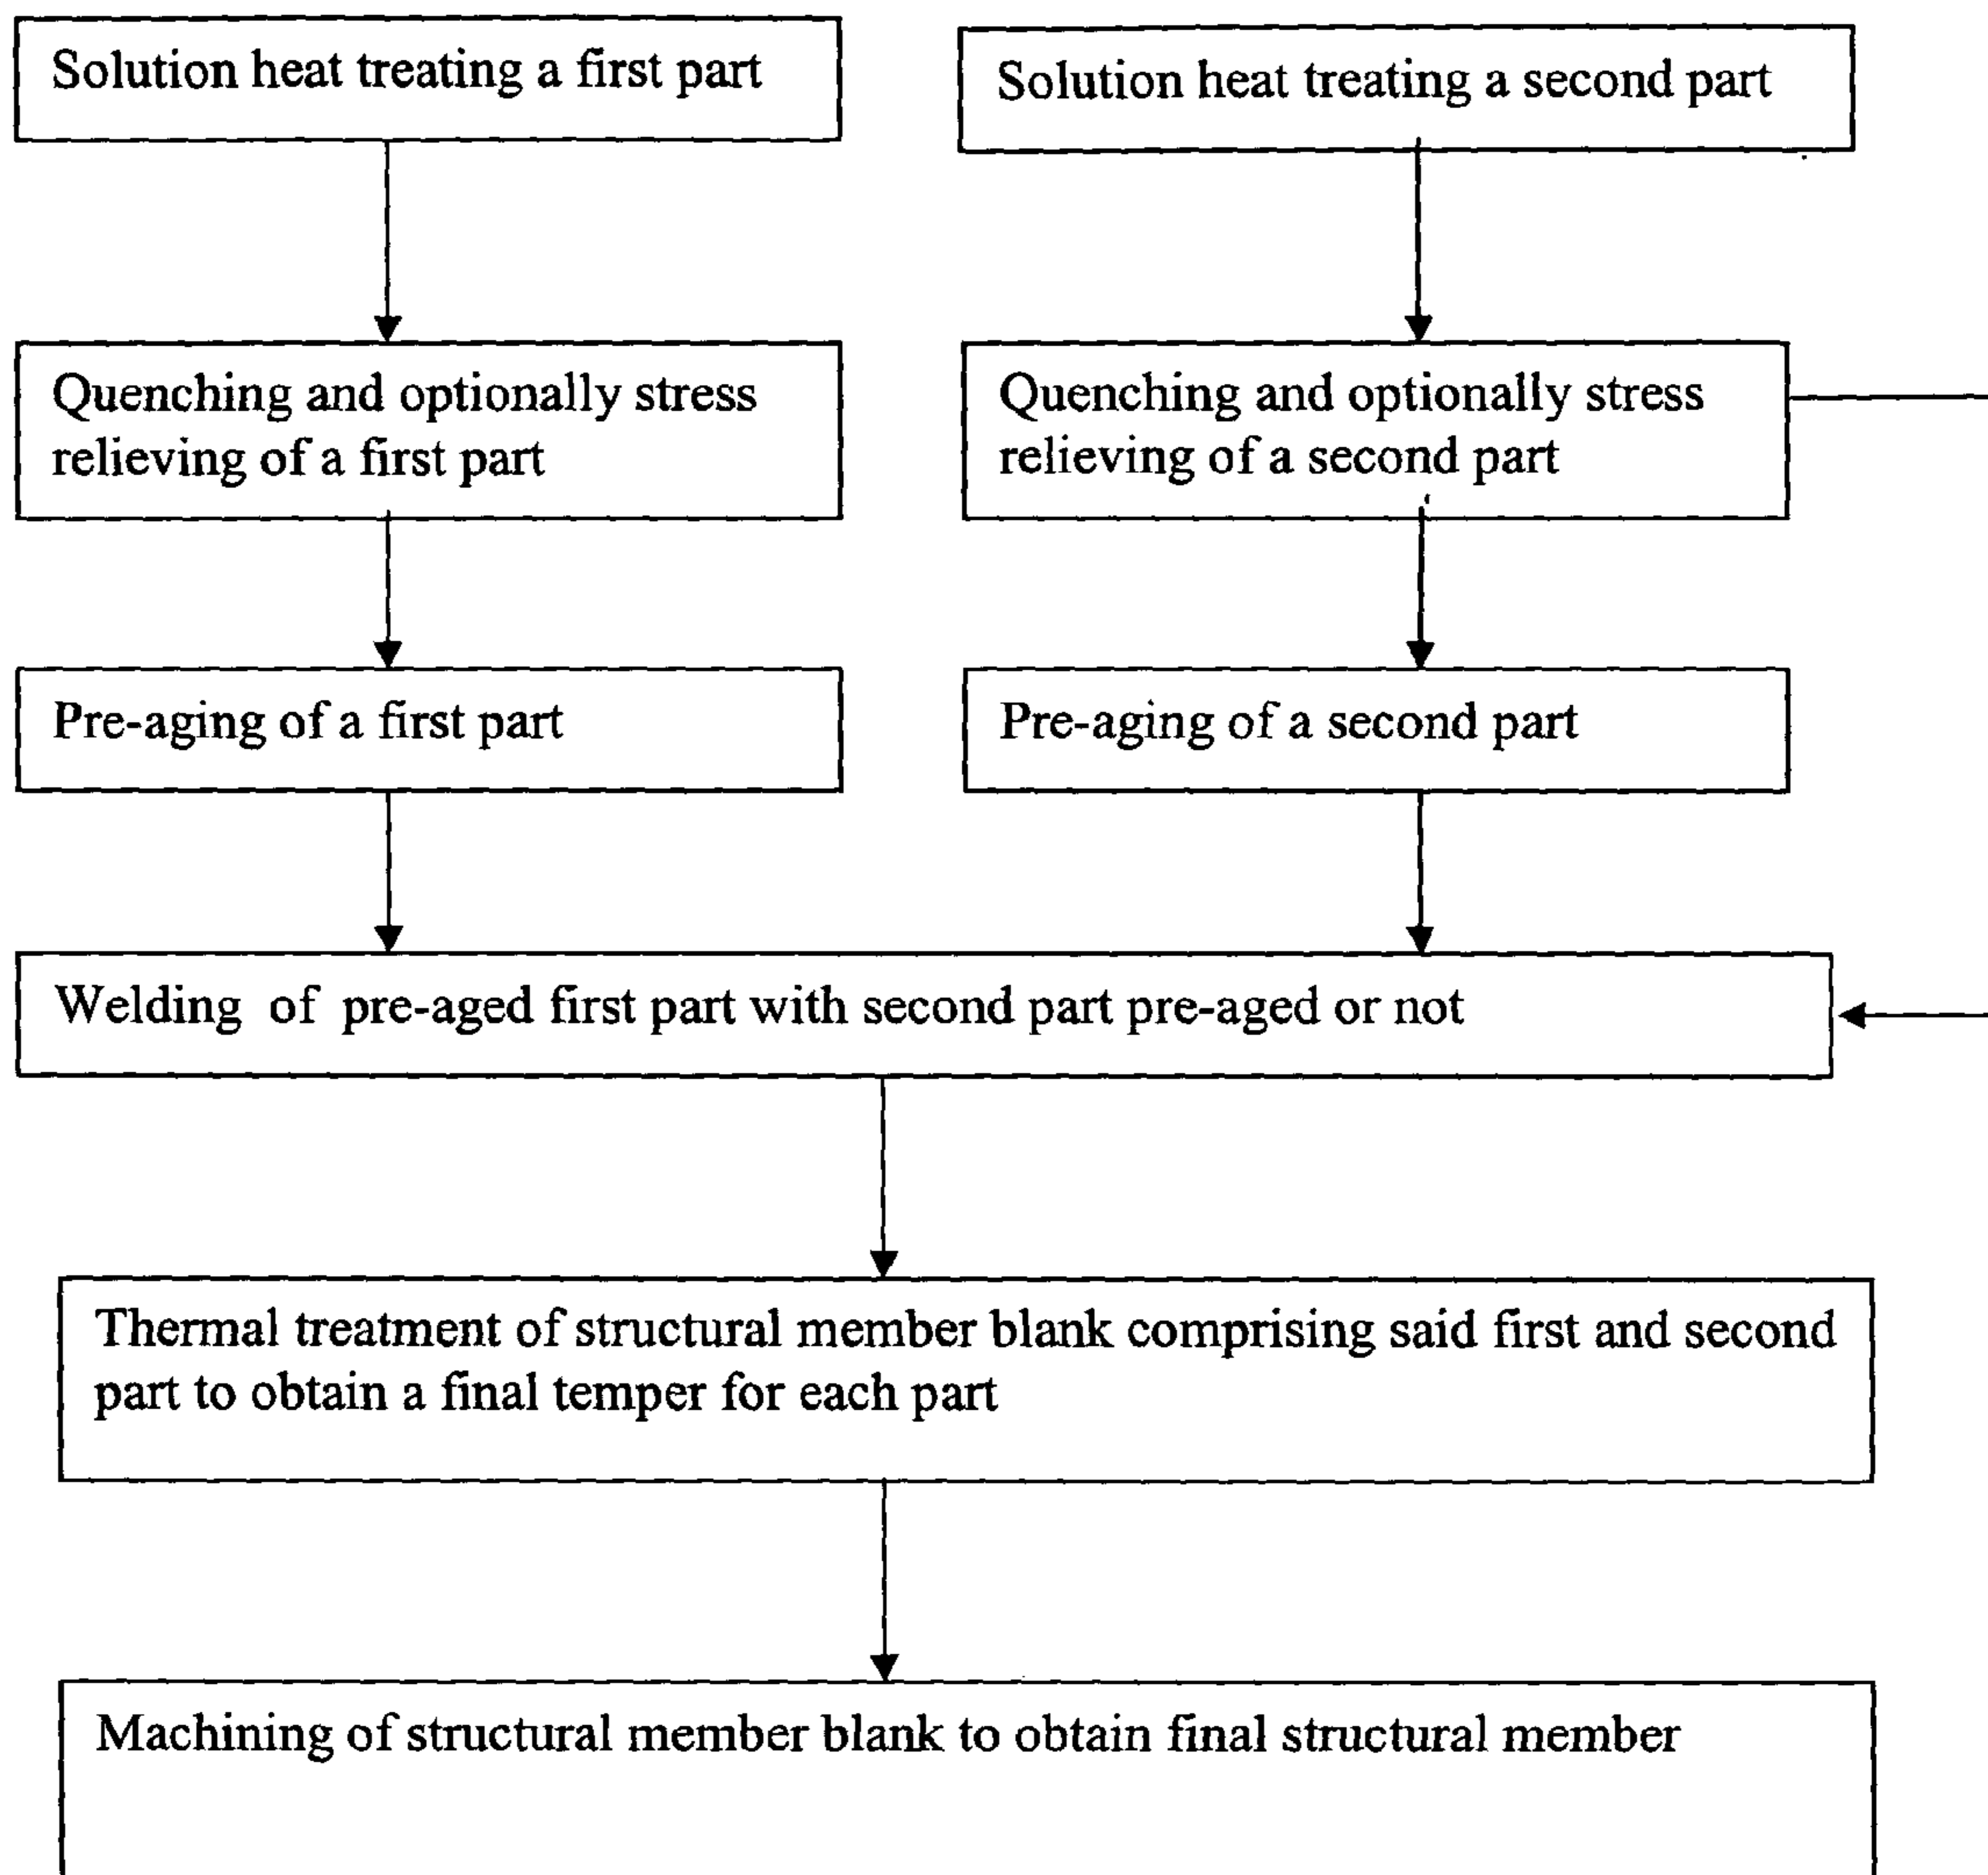 Solution heat treating a first part
Solution heat treating a second part
Quenching and optionally stress
relieving of a first part
Quenching and optionally stress
relieving of a second part
Pre-aging of a first part
Pre-aging of a second part
Welding of pre-aged first part with second part pre-aged or not
Thermal treatment of structural member blank comprising said first and second
part to obtain a final temper for each part
Machining of structural member blank to obtain final structural member